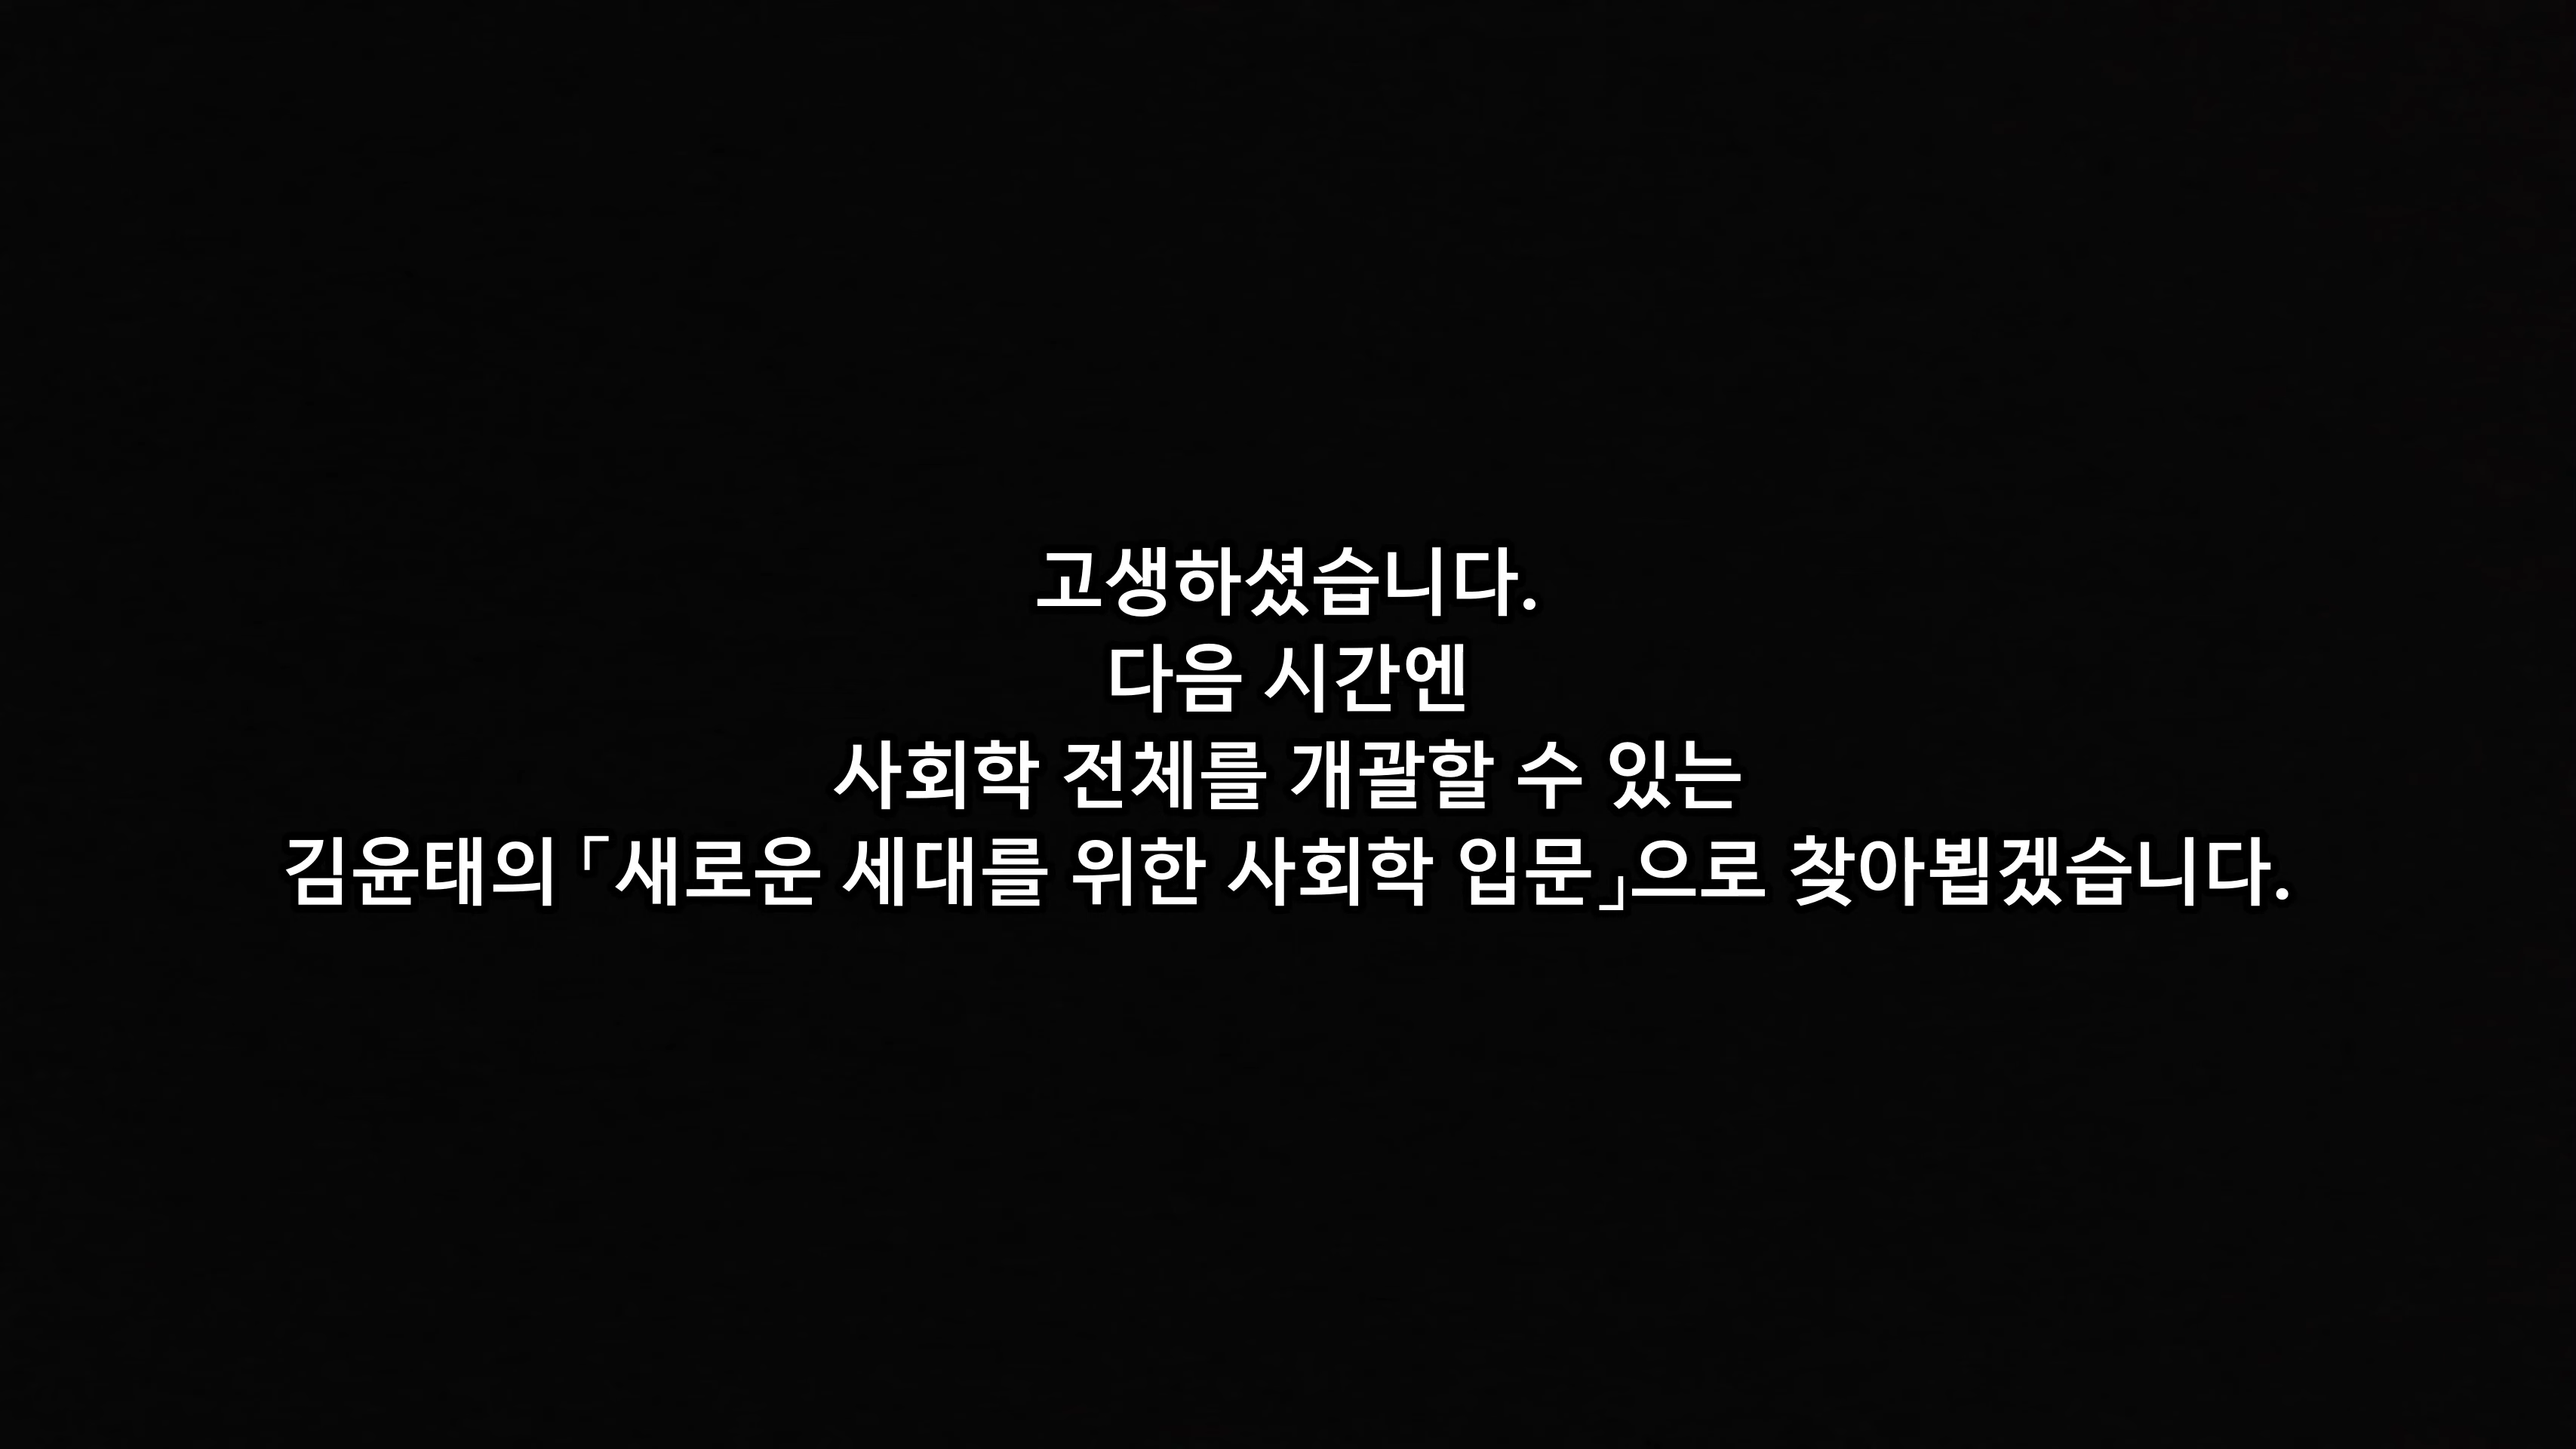 고생하셨습니다.
다음 시간엔
사회학 전체를 개괄할 수 있는
김윤태의 ｢새로운 세대를 위한 사회학 입문｣으로 찾아뵙겠습니다.